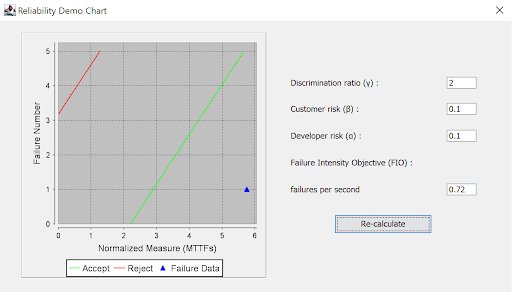 Reliability Demo Chart
5
4
3
2
1
0
Failure Number
0 1 2 3 4 5 6
Normalized Measure (MTTFs)
Accept Reject Failure Data
Discrimination ratio (γ) : 2
Customer risk (β) : 0.1
Developer risk (α) : 0.1
Failure Intensity Objective (FIO) :
failures per second 0.72
Re-calculate